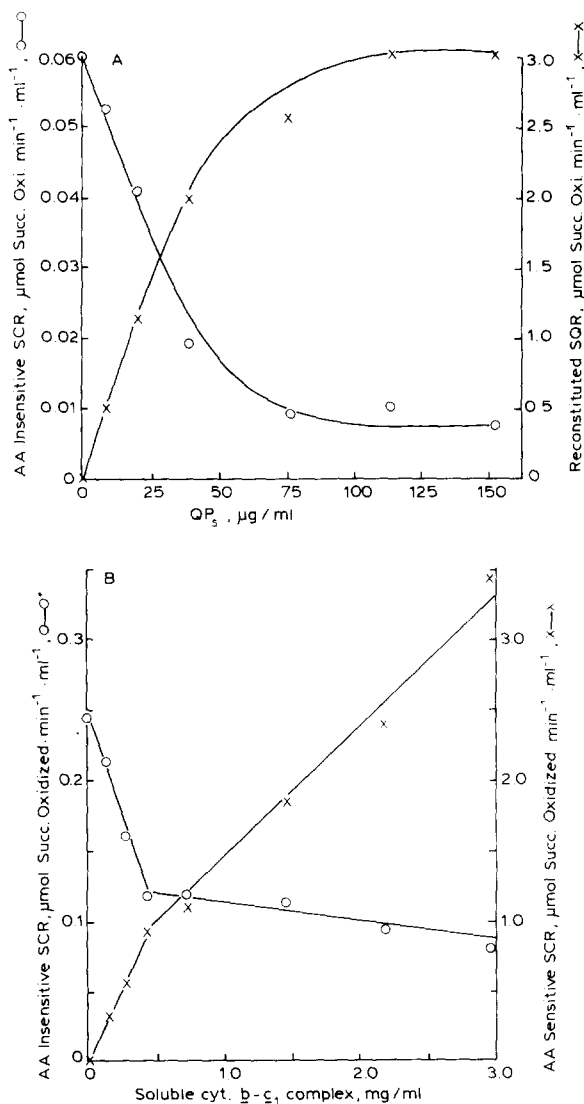 A
AA Insensitive SCR, μmol Succ. Oxi. min⁻¹ · ml⁻¹, o—o
0.06
0.05
0.04
0.03
0.02
0.01
0
3.0
2.5
2.0
1.5
1.0
0.5
0
Reconstituted SQR, μmol Succ. Oxi. min⁻¹ · ml⁻¹, x—x
0 25 50 75 100 125 150
QPₛ, μg/ml
B
AA Insensitive SCR, μmol Succ. Oxidized · min⁻¹ · ml⁻¹, o—o
0.3
0.2
0.1
0
3.0
2.0
1.0
0
AA Sensitive SCR, μmol Succ. Oxidized min⁻¹ · ml⁻¹, x—x
0 1.0 2.0 3.0
Soluble cyt. b-c₁ complex, mg/ml